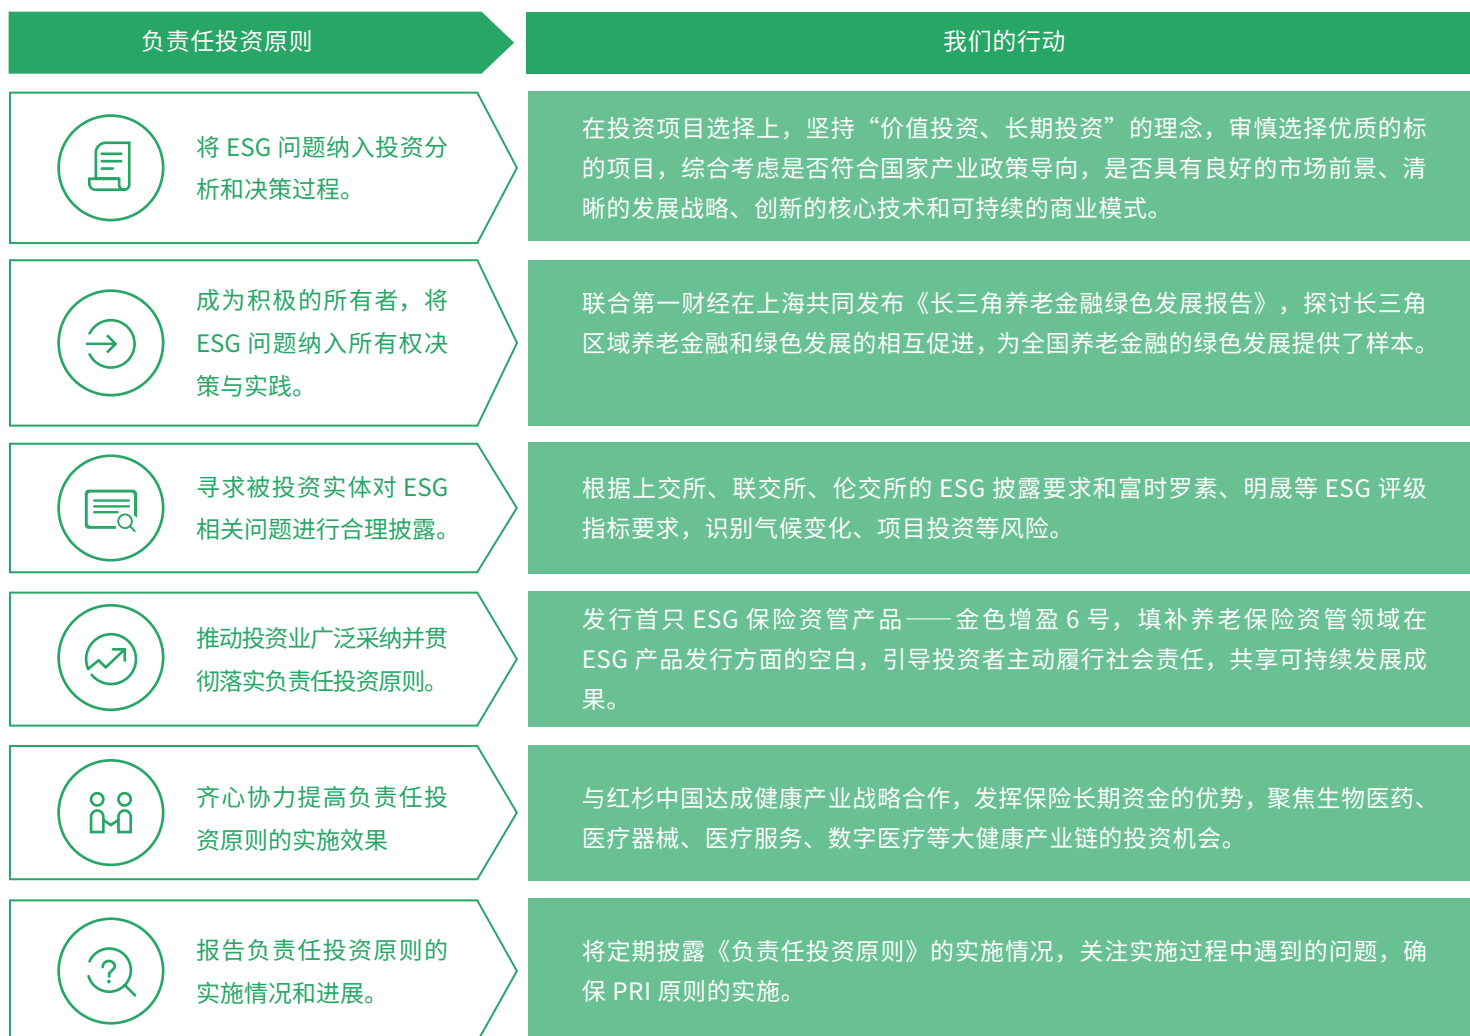 负责任投资原则
我们的行动
将 ESG 问题纳入投资分
析和决策过程。
在投资项目选择上，坚持“价值投资、长期投资”的理念，审慎选择优质的标
的项目，综合考虑是否符合国家产业政策导向，是否具有良好的市场前景、清
晰的发展战略、创新的核心技术和可持续的商业模式。
成为积极的所有者，将
ESG 问题纳入所有权决
策与实践。
联合第一财经在上海共同发布《长三角养老金融绿色发展报告》，探讨长三角
区域养老金融和绿色发展的相互促进，为全国养老金融的绿色发展提供了样本。
寻求被投资实体对 ESG
相关问题进行合理披露。
根据上交所、联交所、伦交所的 ESG 披露要求和富时罗素、明晟等 ESG 评级
指标要求，识别气候变化、项目投资等风险。
推动投资业广泛采纳并贯
彻落实负责任投资原则。
发行首只 ESG 保险资管产品——金色增盈 6 号，填补养老保险资管领域在
ESG 产品发行方面的空白，引导投资者主动履行社会责任，共享可持续发展成
果。
齐心协力提高负责任投
资原则的实施效果
与红杉中国达成健康产业战略合作，发挥保险长期资金的优势，聚焦生物医药、
医疗器械、医疗服务、数字医疗等大健康产业链的投资机会。
报告负责任投资原则的
实施情况和进展。
将定期披露《负责任投资原则》的实施情况，关注实施过程中遇到的问题，确
保 PRI 原则的实施。